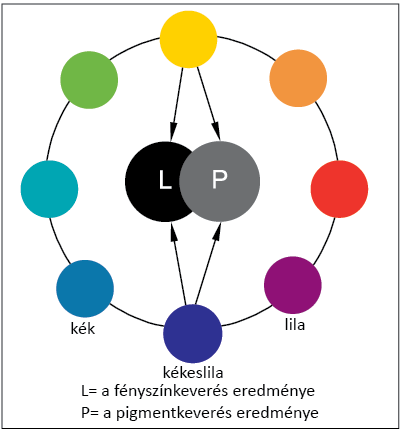 L P
kék
lila
kékeslila
L= a fényszínkeverés eredménye
P= a pigmentkeverés eredménye